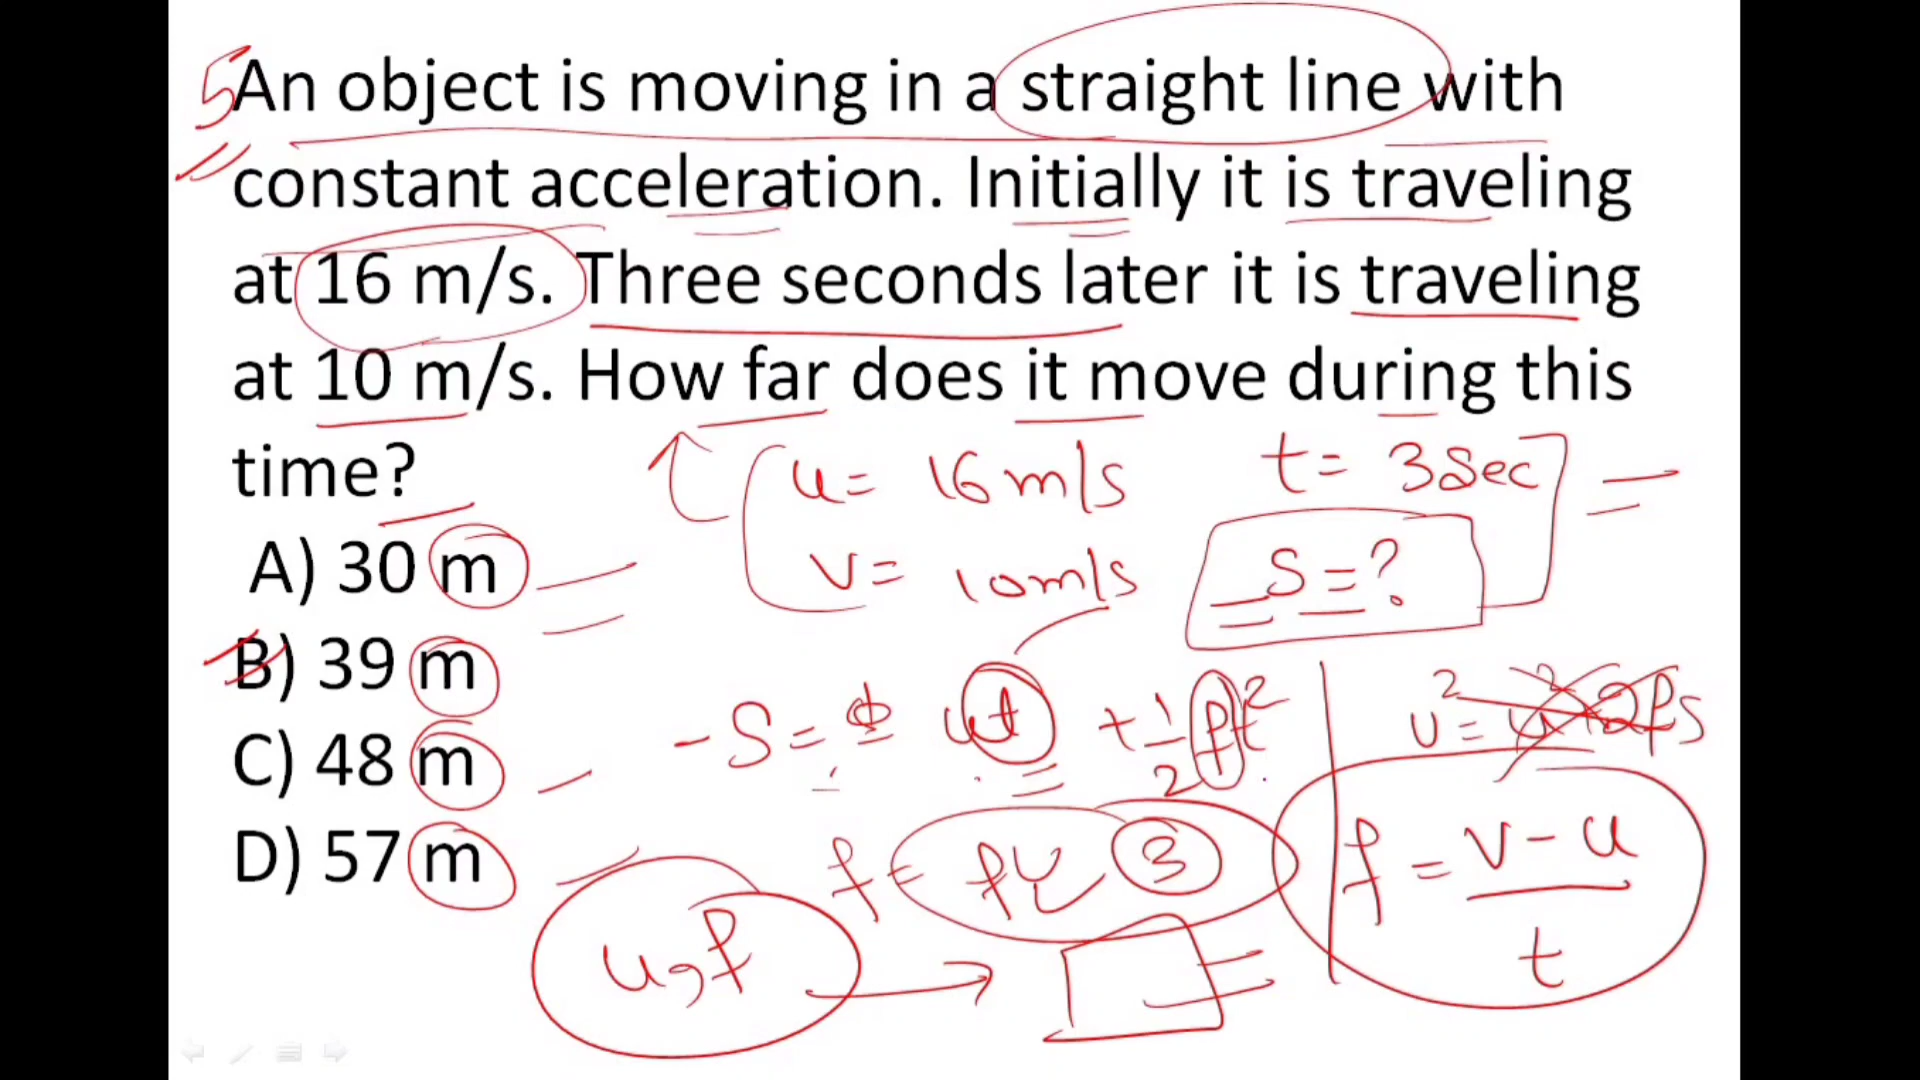 5 An object is moving in a straight line with
constant acceleration. Initially it is traveling
at 16 m/s. Three seconds later it is traveling
at 10 m/s. How far does it move during this
time?
u= 16 m/s t= 3 sec
A) 30 m
v= 10 m/s S = ?
B) 39 m
- S = ut + 1/2 ft²
C) 48 m
D) 57 m
f = v - u / t
f = 3
u, f →